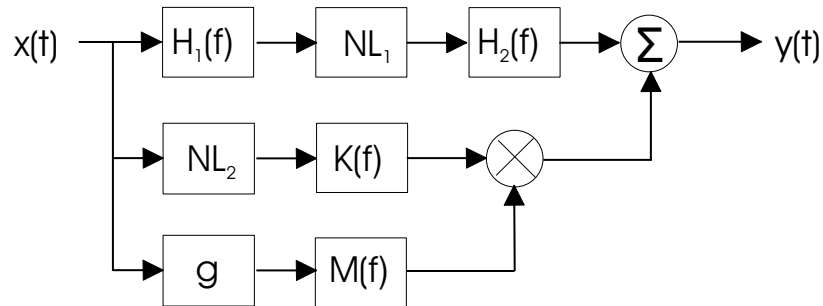 x(t) H₁(f) NL₁ H₂(f) Σ y(t)
NL₂ K(f)
g M(f)